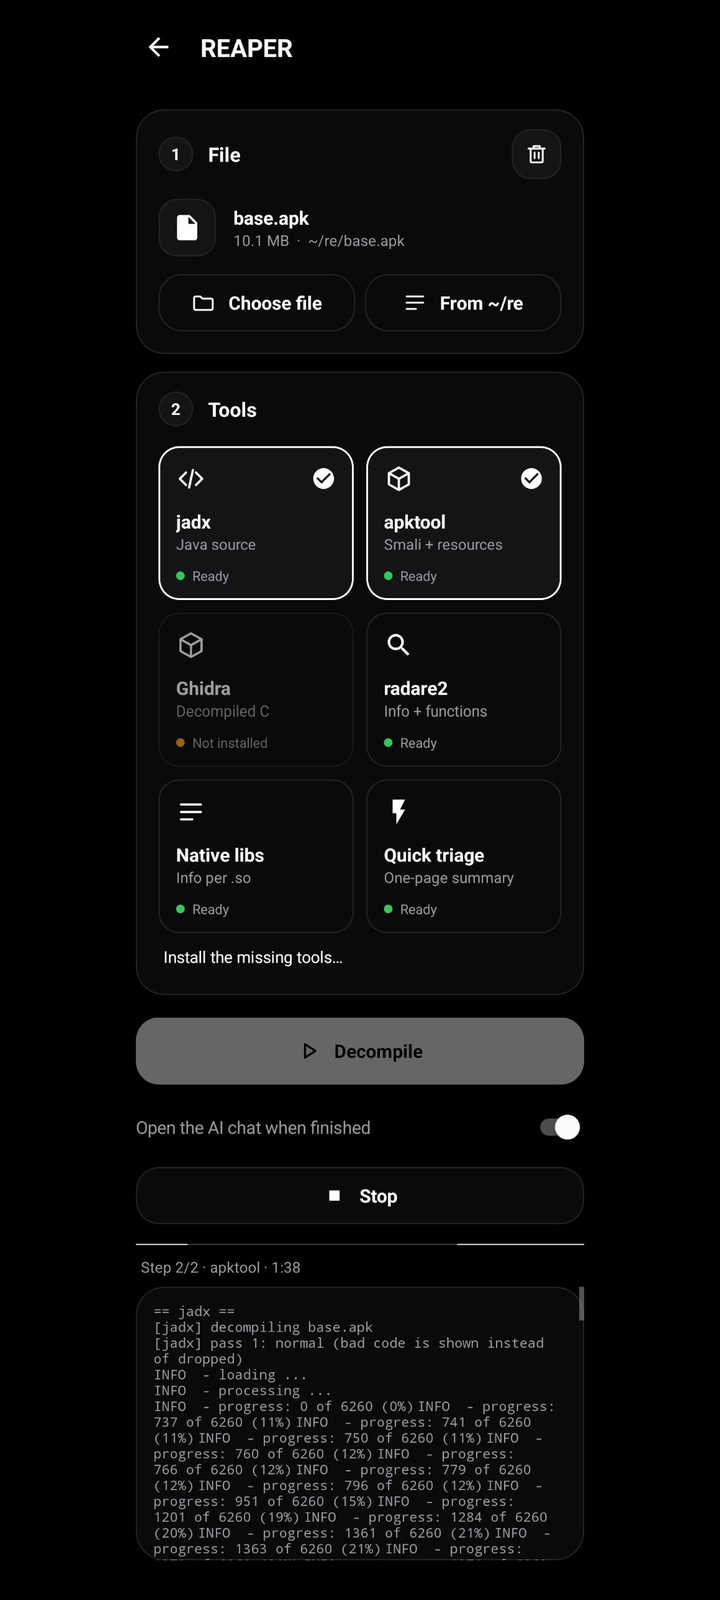 REAPER
1 File
base.apk
10.1 MB · ~/re/base.apk
Choose file
From ~/re
2 Tools
jadx
Java source
Ready
apktool
Smali + resources
Ready
Ghidra
Decompiled C
Not installed
radare2
Info + functions
Ready
Native libs
Info per .so
Ready
Quick triage
One-page summary
Ready
Install the missing tools…
Decompile
Open the AI chat when finished
Stop
Step 2/2 · apktool · 1:38
== jadx ==
[jadx] decompiling base.apk
[jadx] pass 1: normal (bad code is shown instead
of dropped)
INFO  - loading ...
INFO  - processing ...
INFO  - progress: 0 of 6260 (0%) INFO  - progress:
737 of 6260 (11%) INFO  - progress: 741 of 6260
(11%) INFO  - progress: 750 of 6260 (11%) INFO  -
progress: 760 of 6260 (12%) INFO  - progress:
766 of 6260 (12%) INFO  - progress: 779 of 6260
(12%) INFO  - progress: 796 of 6260 (12%) INFO  -
progress: 951 of 6260 (15%) INFO  - progress:
1201 of 6260 (19%) INFO  - progress: 1284 of 6260
(20%) INFO  - progress: 1361 of 6260 (21%) INFO  -
progress: 1363 of 6260 (21%) INFO  - progress: